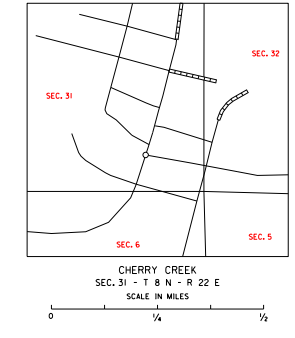 SEC. 32
SEC. 31
SEC. 5
SEC. 6
CHERRY CREEK
SEC. 31 - T 8 N - R 22 E
SCALE IN MILES
0 1/4 1/2